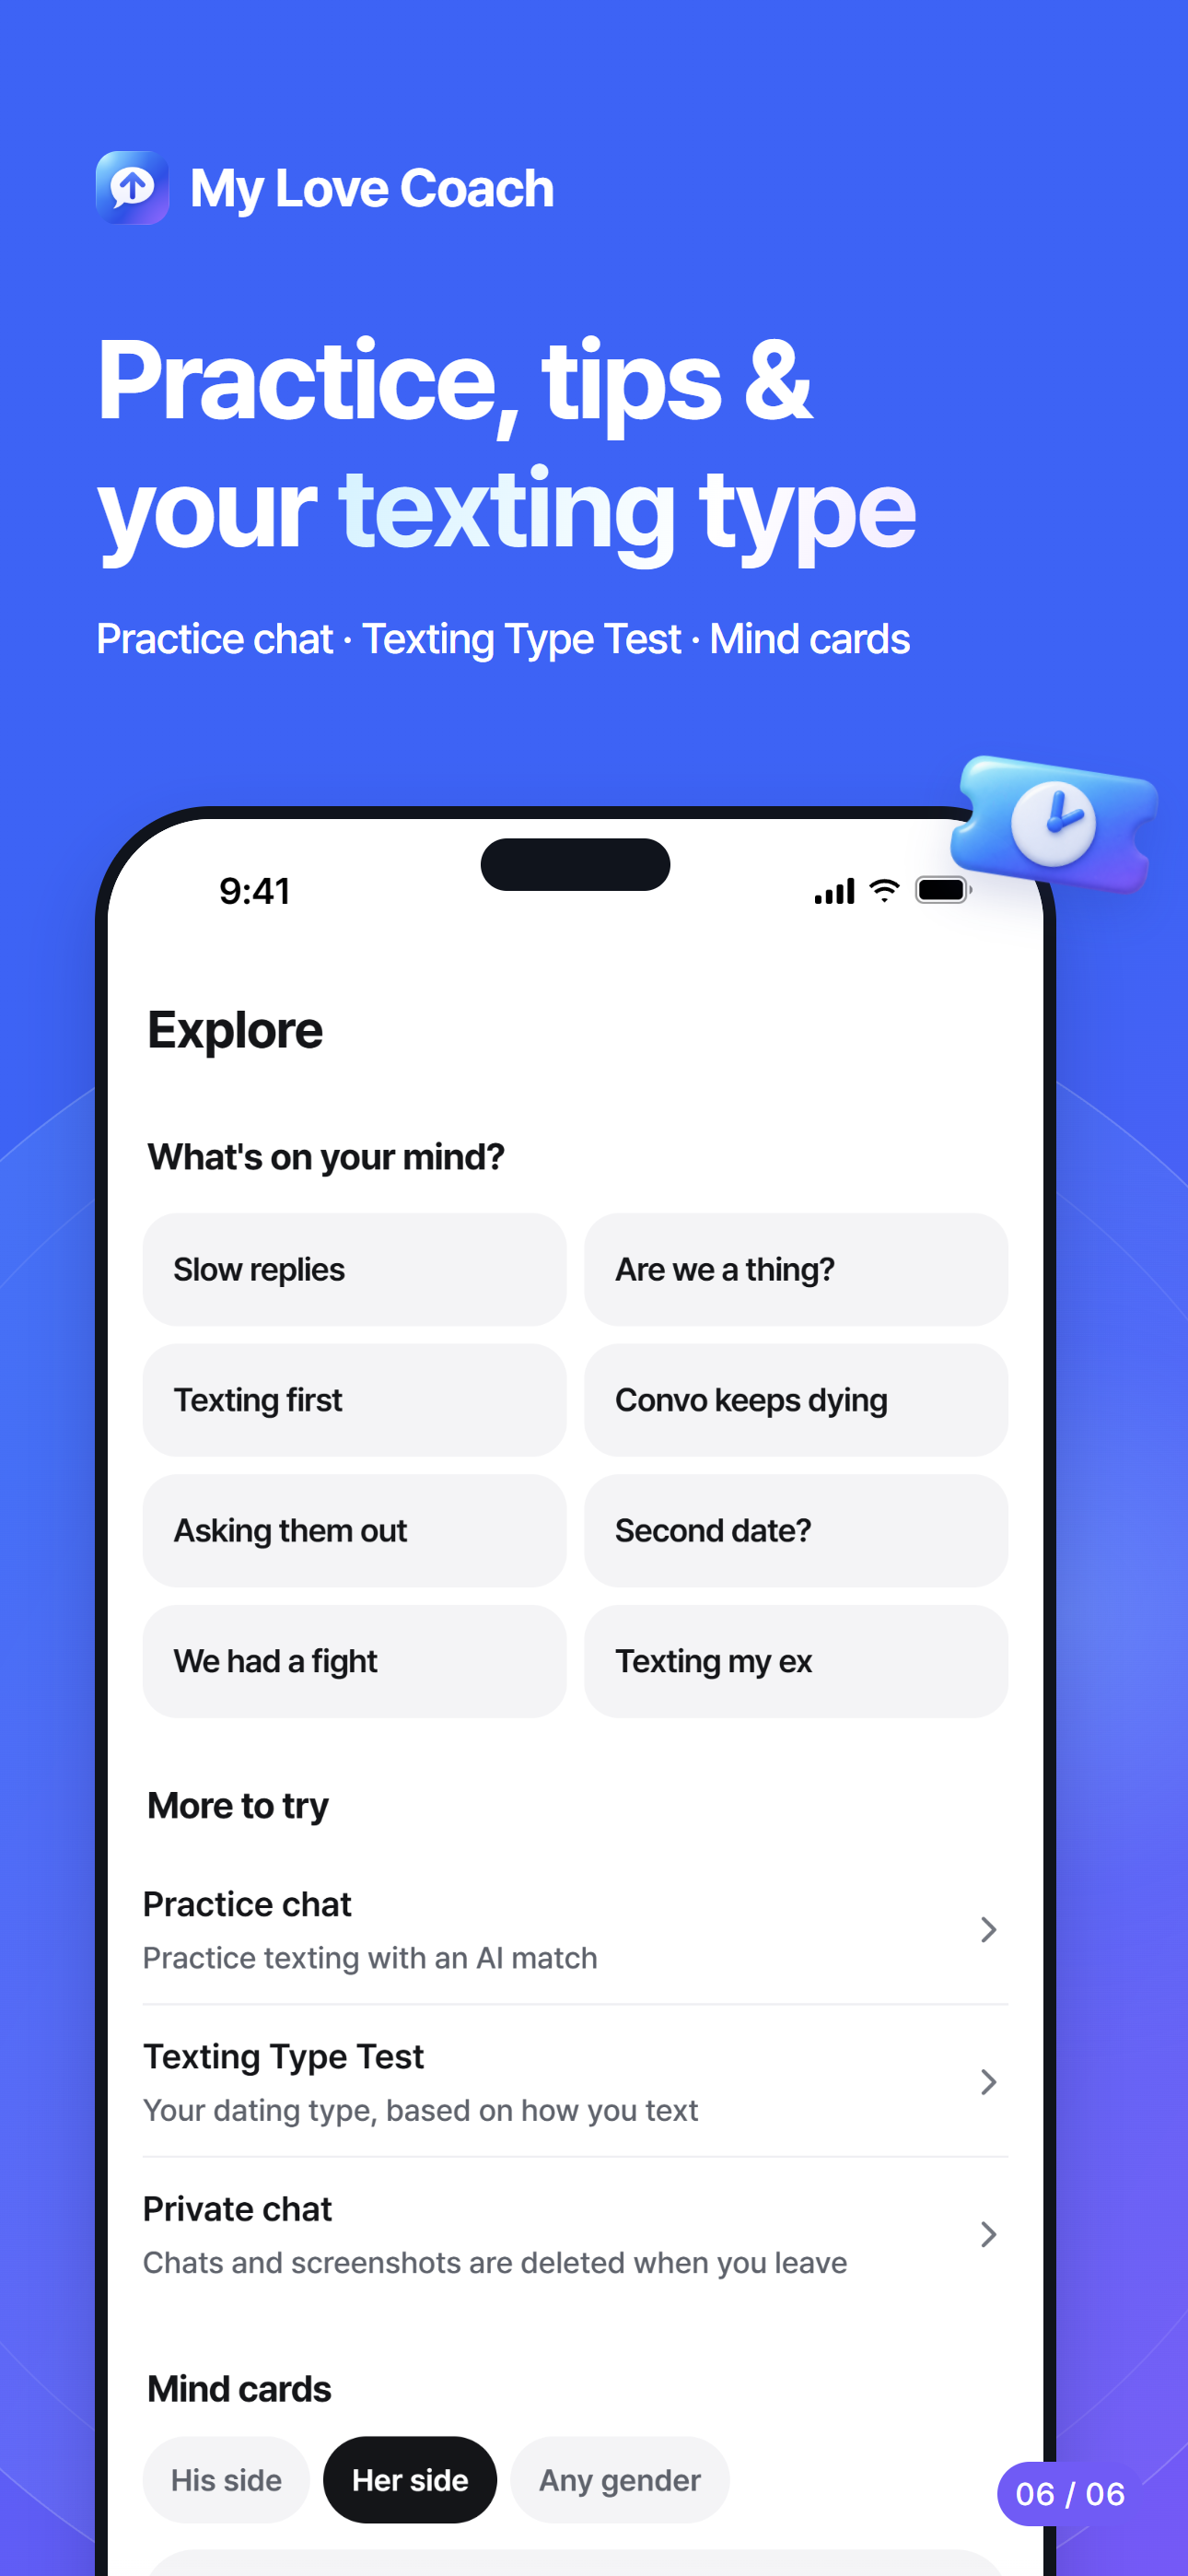 My Love Coach
Practice, tips &
your texting type
Practice chat · Texting Type Test · Mind cards
9:41
Explore
What's on your mind?
Slow replies
Are we a thing?
Texting first
Convo keeps dying
Asking them out
Second date?
We had a fight
Texting my ex
More to try
Practice chat
Practice texting with an AI match
Texting Type Test
Your dating type, based on how you text
Private chat
Chats and screenshots are deleted when you leave
Mind cards
His side
Her side
Any gender
06 / 06